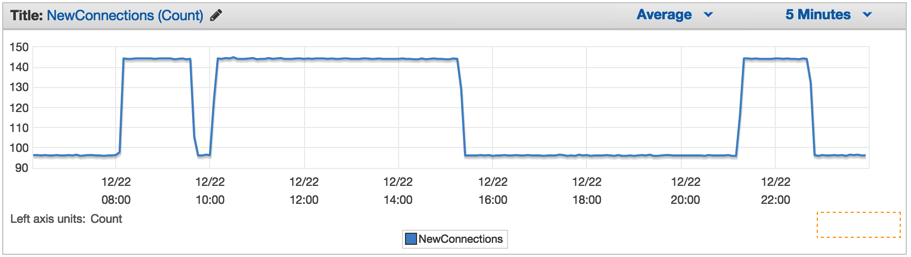 Title: NewConnections (Count) Average 5 Minutes
150
140
130
120
110
100
90
12/22 12/22 12/22 12/22 12/22 12/22 12/22 12/22
08:00 10:00 12:00 14:00 16:00 18:00 20:00 22:00
Left axis units: Count
NewConnections